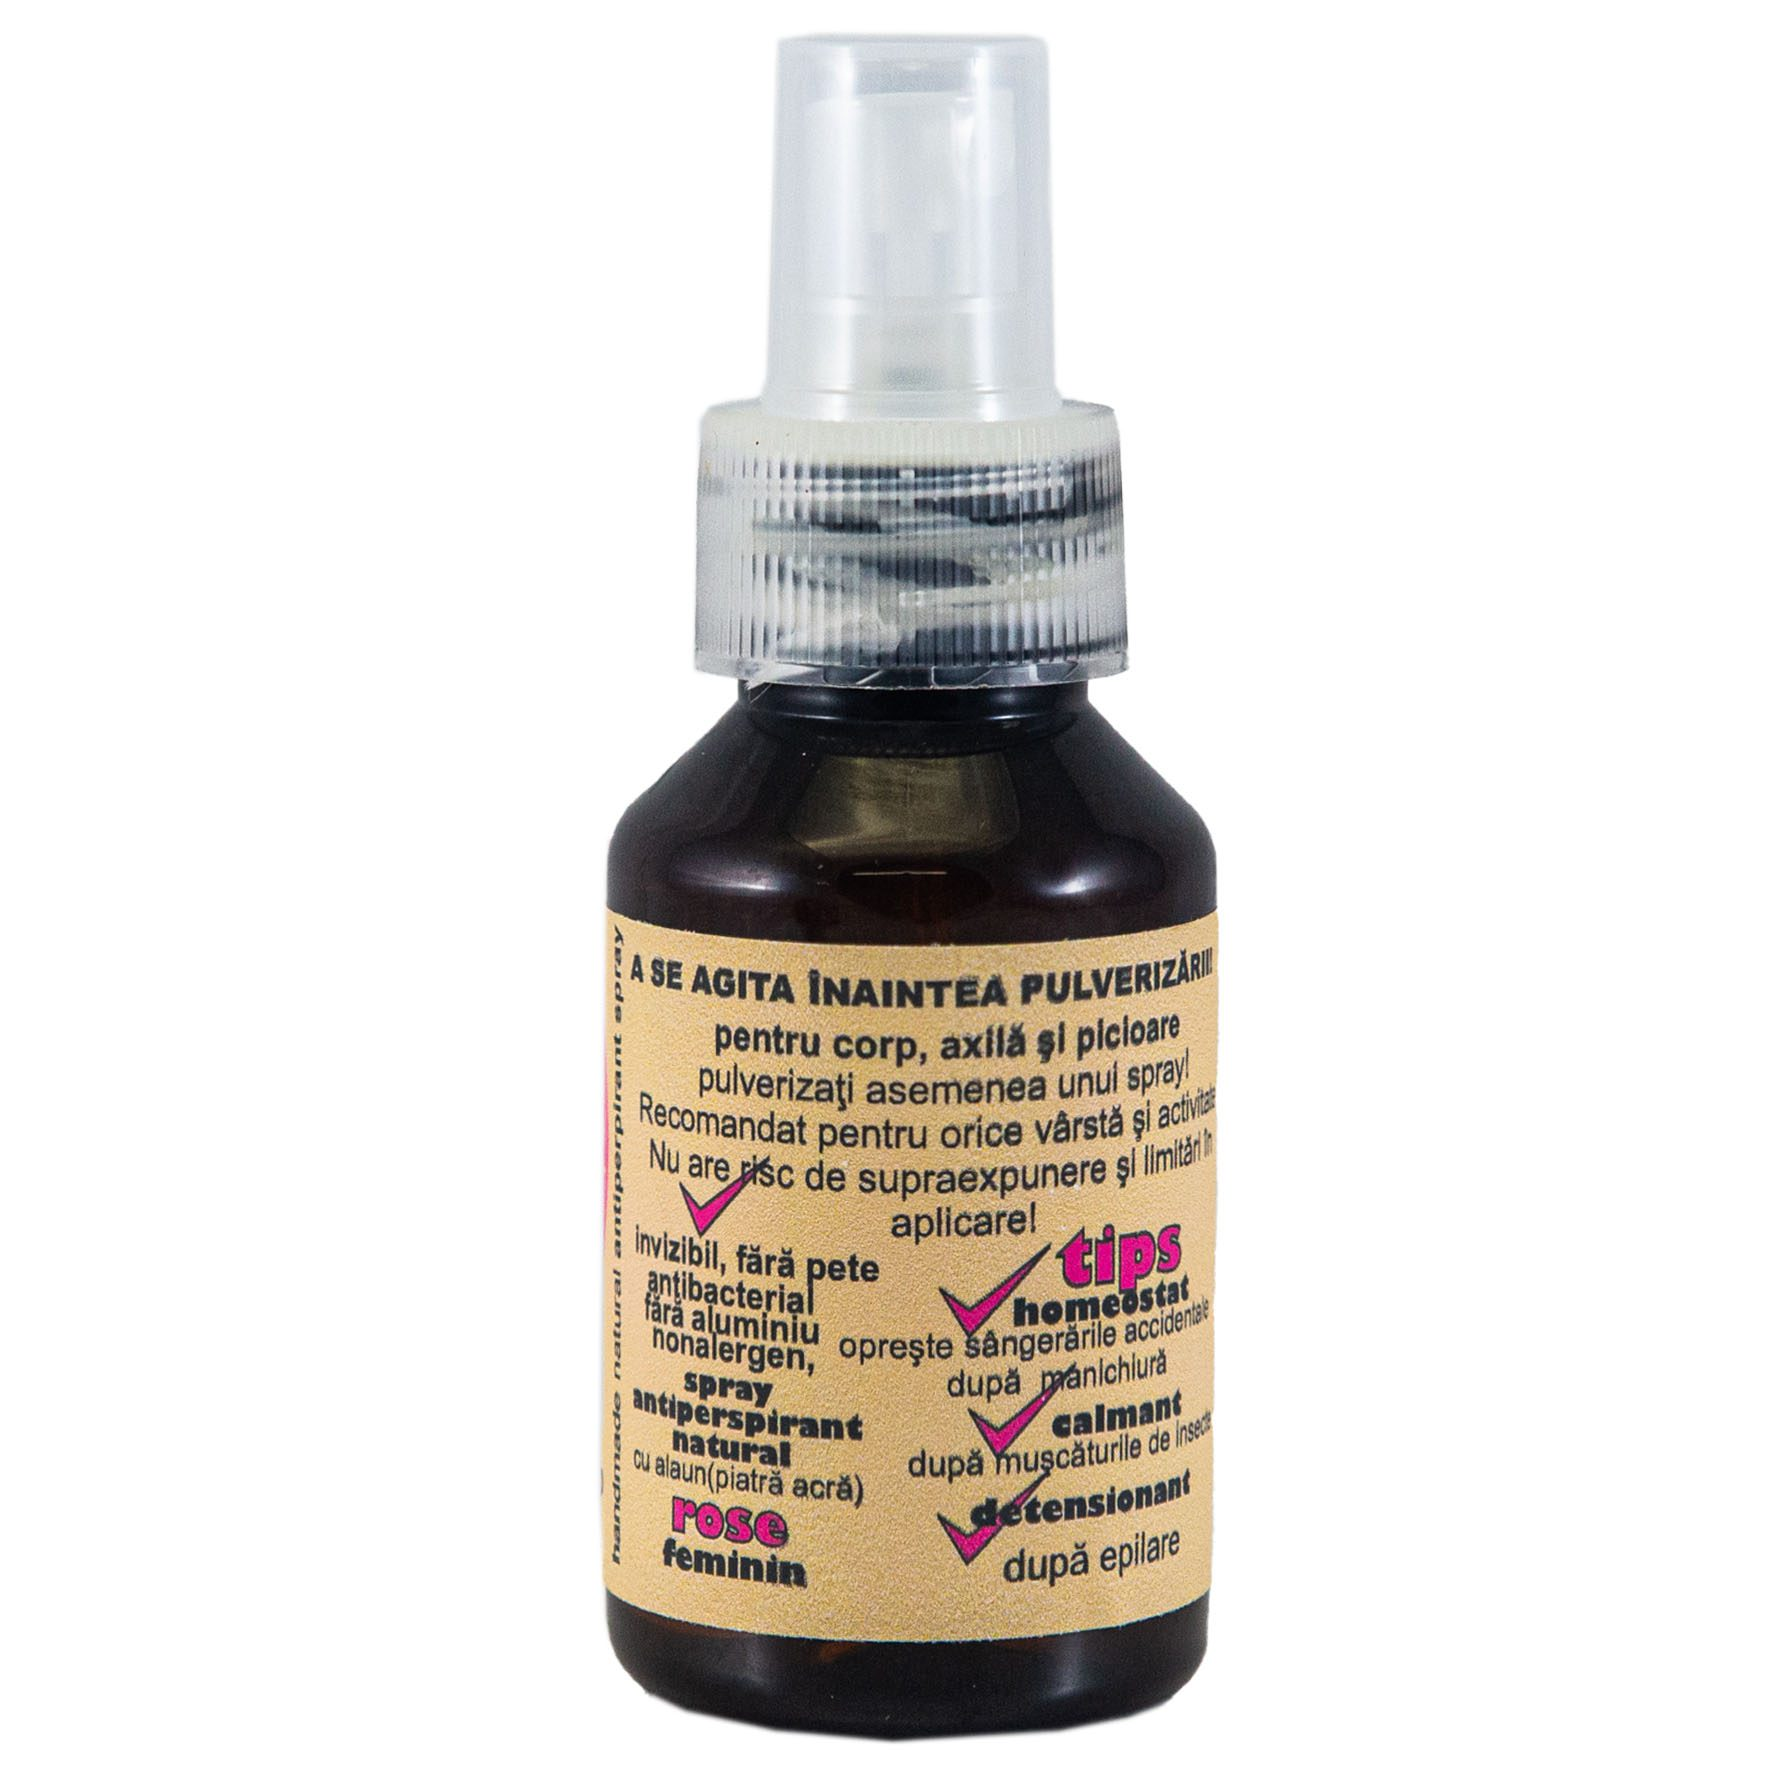 A SE AGITA ÎNAINTEA PULVERIZĂRII!
pentru corp, axilă şi picioare
pulverizaţi asemenea unui spray!
Recomandat pentru orice vârstă şi activitate
Nu are risc de supraexpunere şi limitări în
aplicare!
invizibil, fără pete
antibacterial
fără aluminiu
nonalergen,
spray
antiperspirant
natural
cu alaun(piatră acră)
rose
feminin
tips
homeostat
opreşte sângerările accidentale
după manichiură
calmant
după muşcăturile de insecte
detensionant
după epilare
handmade natural antiperpirant spray